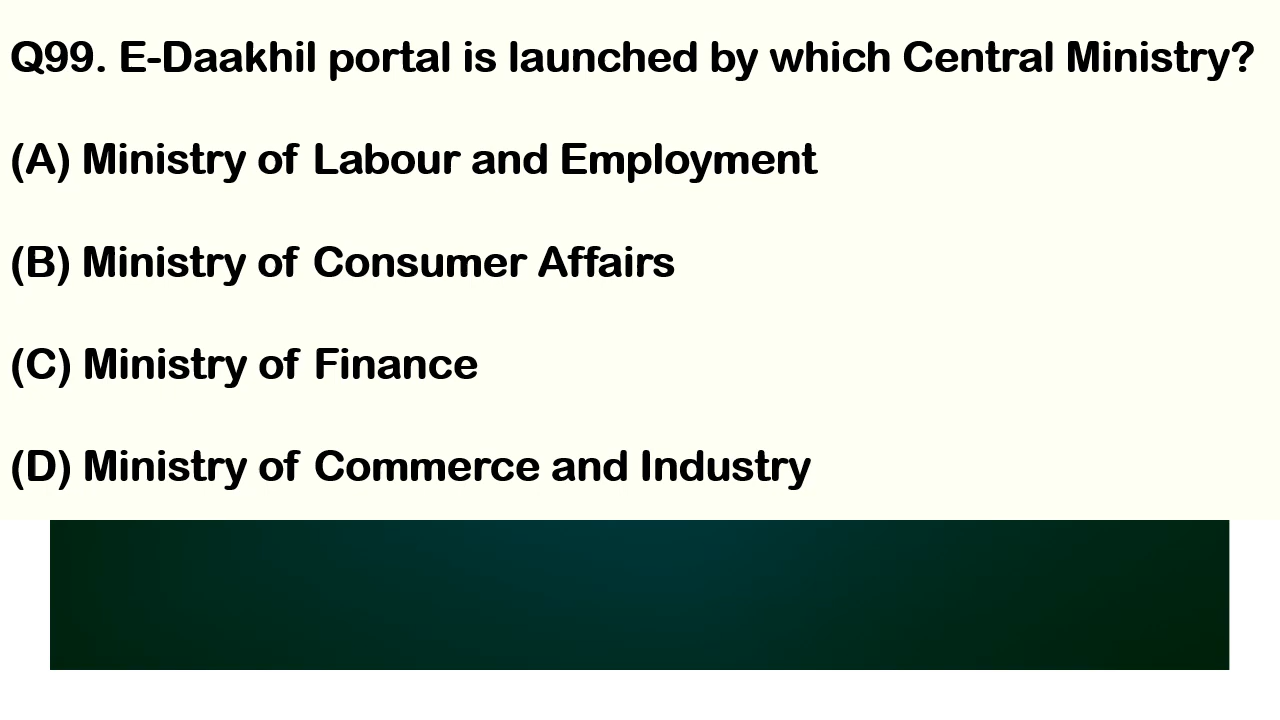 Q99. E-Daakhil portal is launched by which Central Ministry?
(A) Ministry of Labour and Employment
(B) Ministry of Consumer Affairs
(C) Ministry of Finance
(D) Ministry of Commerce and Industry